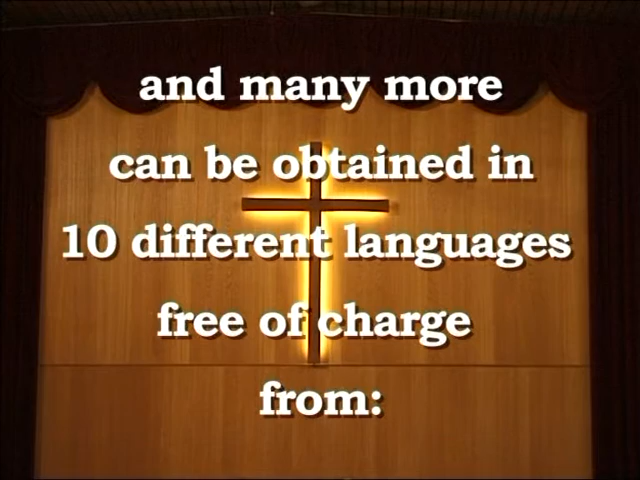 and many more
can be obtained in
10 different languages
free of charge
from: